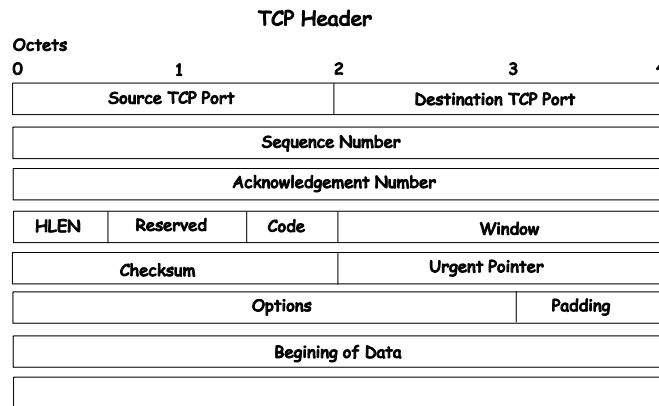 TCP Header
Octets
0 1 2 3 4
Source TCP Port Destination TCP Port
Sequence Number
Acknowledgement Number
HLEN Reserved Code Window
Checksum Urgent Pointer
Options Padding
Begining of Data